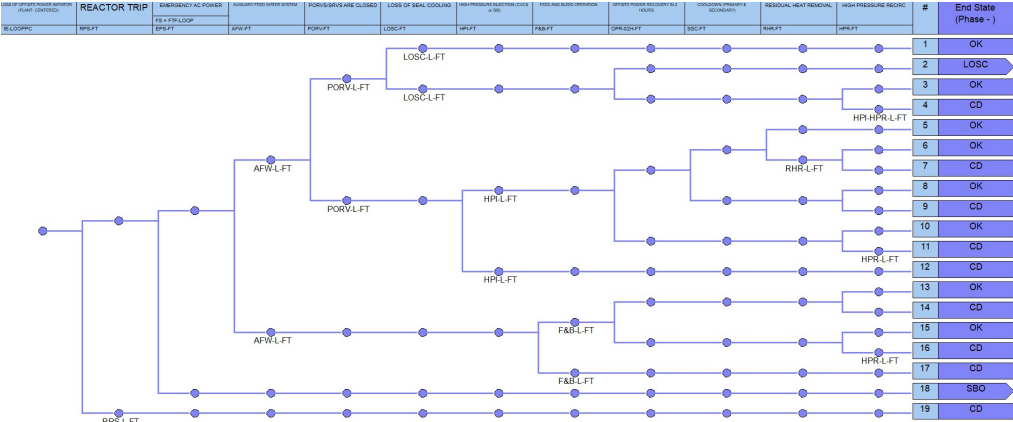 LOSS OF OFFSITE POWER INITIATOR (PLANT- CENTERED)
REACTOR TRIP
EMERGENCY AC POWER
AUXILIARY FEED WATER SYSTEM
PORVS/SRVS ARE CLOSED
LOSS OF SEAL COOLING
HIGH PRESSURE INJECTION (CVCS or SIS)
FEED AND BLEED OPERATION
OFFSITE POWER RECOVERY IN 2 HOURS)
COOLDOWN (PRIMARY & SECONDARY)
RESIDUAL HEAT REMOVAL
HIGH PRESSURE RECIRC
#
End State (Phase - )
FS = FTF-LOOP
IE-LOOPPC
RPS-FT
EPS-FT
AFW-FT
PORV-FT
LOSC-FT
HPI-FT
F&B-FT
OPR-02H-FT
SSC-FT
RHR-FT
HPR-FT
1 OK
LOSC-L-FT
2 LOSC
PORV-L-FT
3 OK
LOSC-L-FT
4 CD
HPI-HPR-L-FT
5 OK
6 OK
AFW-L-FT
RHR-L-FT
7 CD
8 OK
HPI-L-FT
PORV-L-FT
9 CD
10 OK
11 CD
HPR-L-FT
12 CD
HPI-L-FT
13 OK
14 CD
F&B-L-FT
15 OK
AFW-L-FT
16 CD
HPR-L-FT
17 CD
F&B-L-FT
18 SBO
19 CD
RPS-L-FT